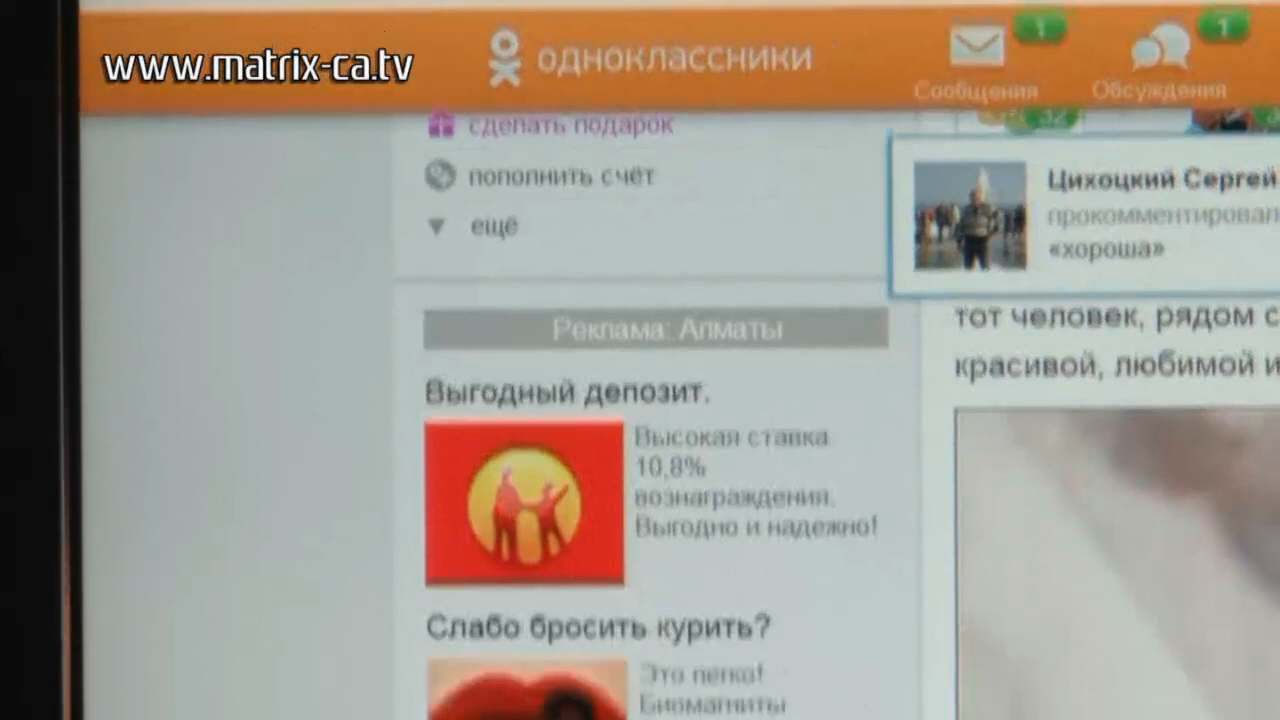 www.matrix-ca.tv
одноклассники
1
1
Сообщения
Обсуждения
сделать подарок
32
пополнить счёт
ещё
Цихоцкий Сергей
прокомментировал
«хороша»
тот человек, рядом с
красивой, любимой и
Реклама: Алматы
Выгодный депозит.
Высокая ставка
10,8%
вознаграждения.
Выгодно и надежно!
Слабо бросить курить?
Это легко!
Биомагниты